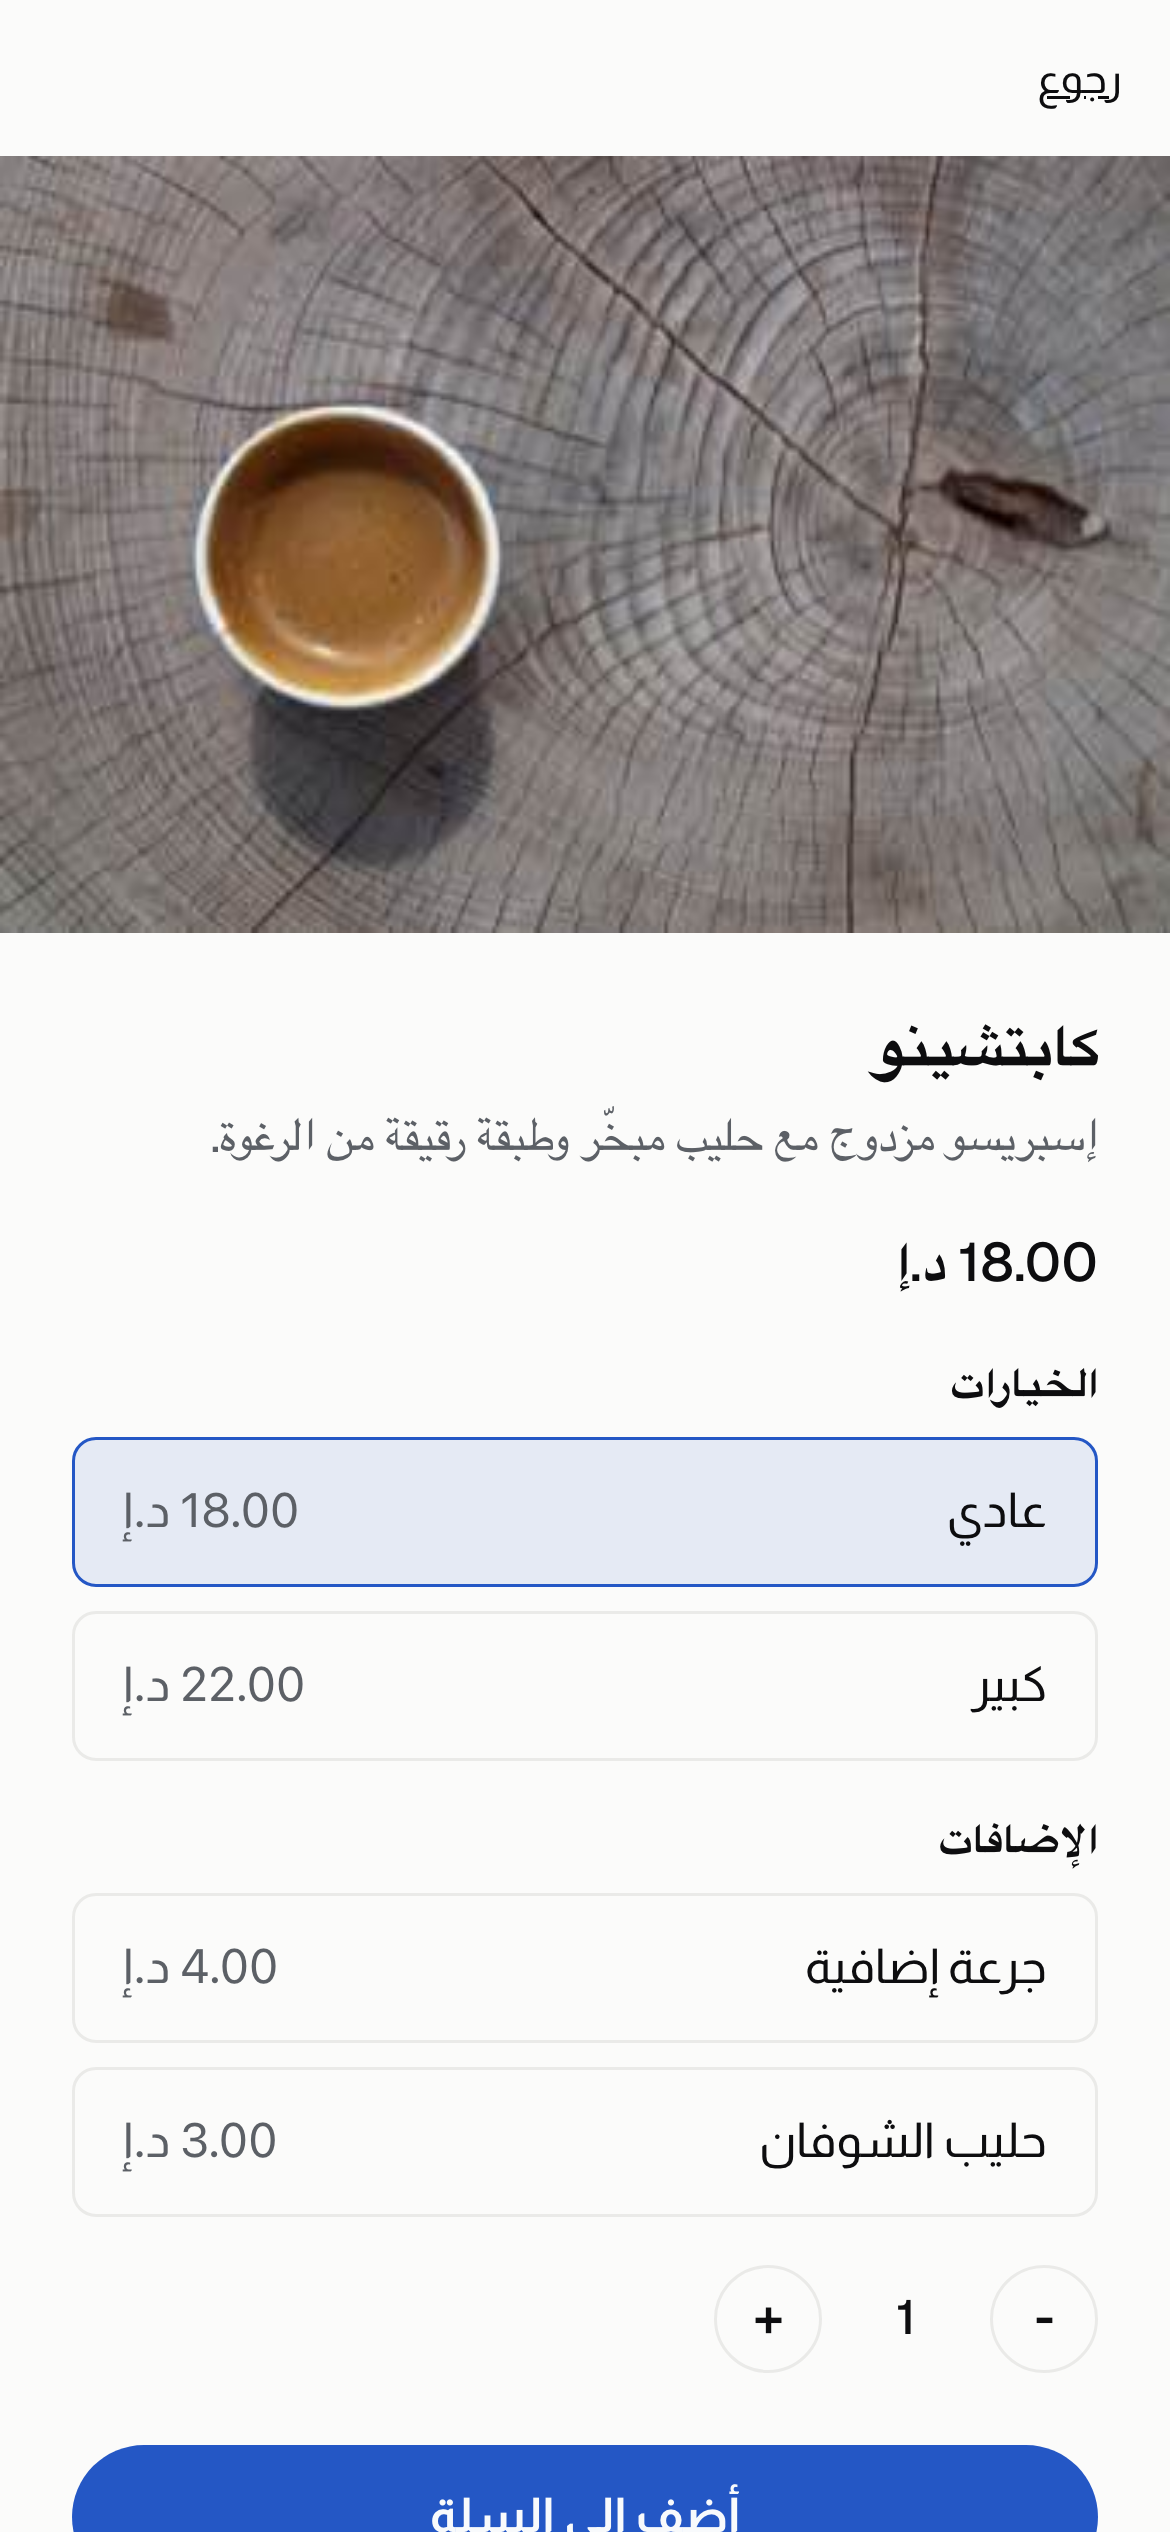 رجوع
كابتشينو
إسبريسو مزدوج مع حليب مبخّر وطبقة رقيقة من الرغوة.
18.00 د.إ
الخيارات
عادي 18.00 د.إ
كبير 22.00 د.إ
الإضافات
جرعة إضافية 4.00 د.إ
حليب الشوفان 3.00 د.إ
- 1 +
أضف إلى السلة